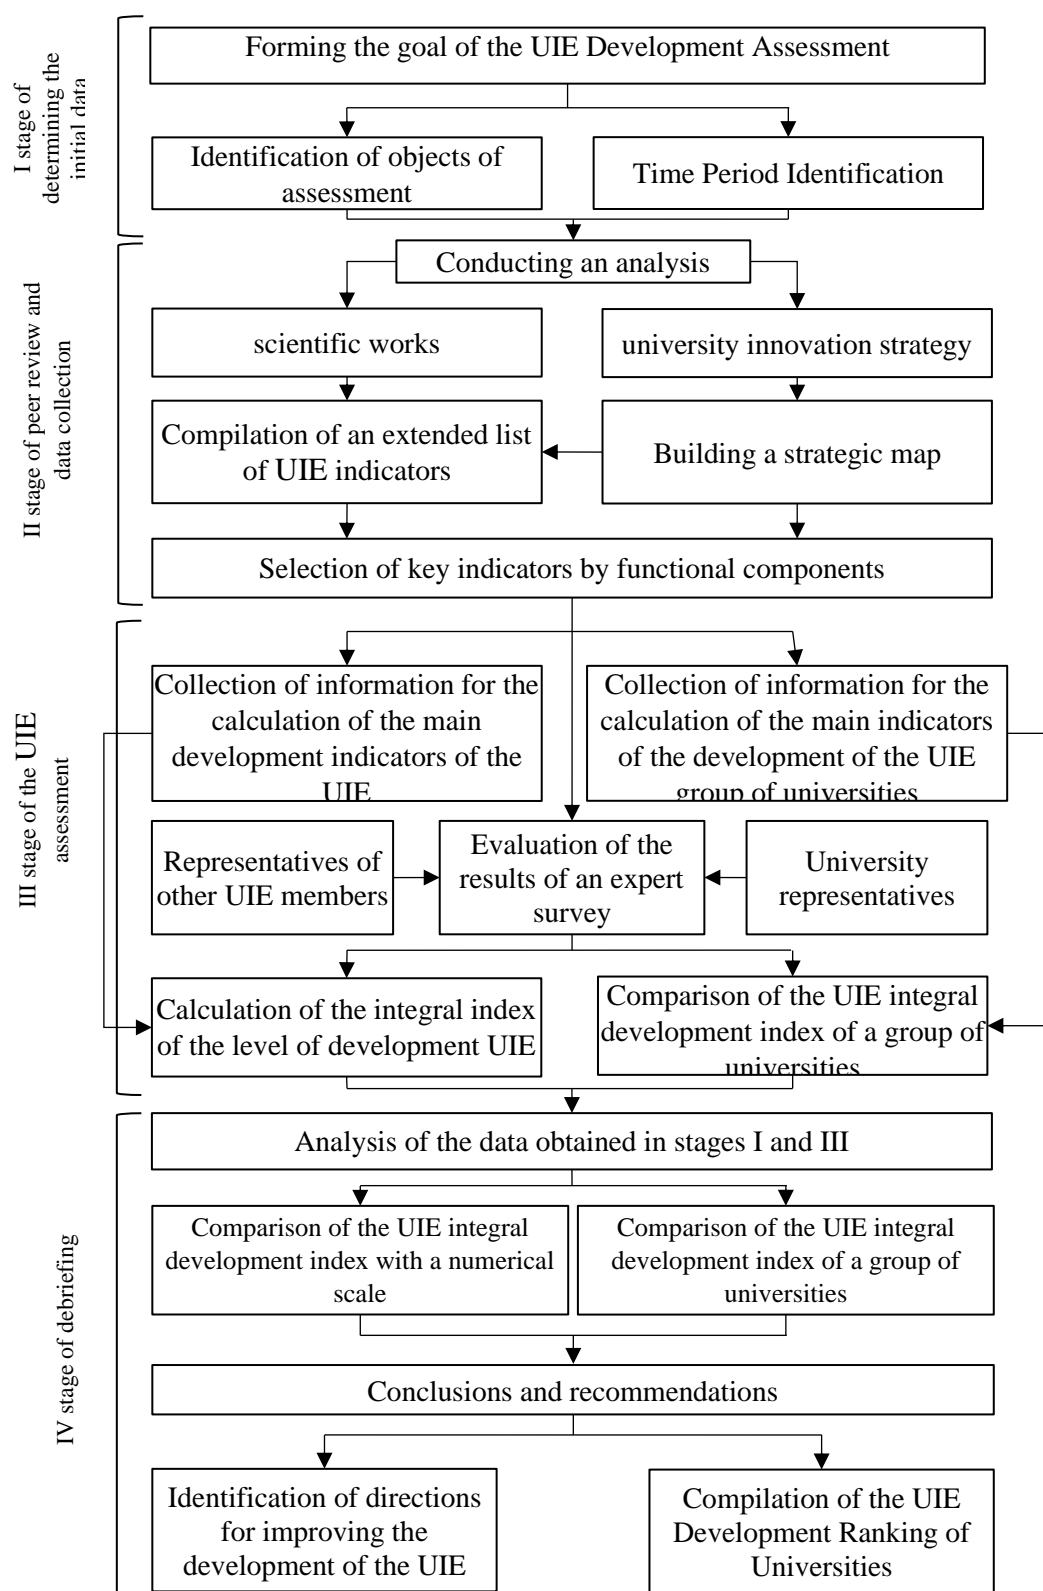 Forming the goal of the UIE Development Assessment
I stage of
determining the
initial data
Identification of objects of
assessment
Time Period Identification
Conducting an analysis
II stage of peer review and
data collection
scientific works
university innovation strategy
Compilation of an extended list
of UIE indicators
Building a strategic map
Selection of key indicators by functional components
III stage of the UIE
assessment
Collection of information for the
calculation of the main
development indicators of the
UIE
Collection of information for the
calculation of the main indicators
of the development of the UIE
group of universities
Representatives of
other UIE members
Evaluation of the
results of an expert
survey
University
representatives
Calculation of the integral index
of the level of development UIE
Comparison of the UIE integral
development index of a group of
universities
IV stage of debriefing
Analysis of the data obtained in stages I and III
Comparison of the UIE integral
development index with a numerical
scale
Comparison of the UIE integral
development index of a group of
universities
Conclusions and recommendations
Identification of directions
for improving the
development of the UIE
Compilation of the UIE
Development Ranking of
Universities